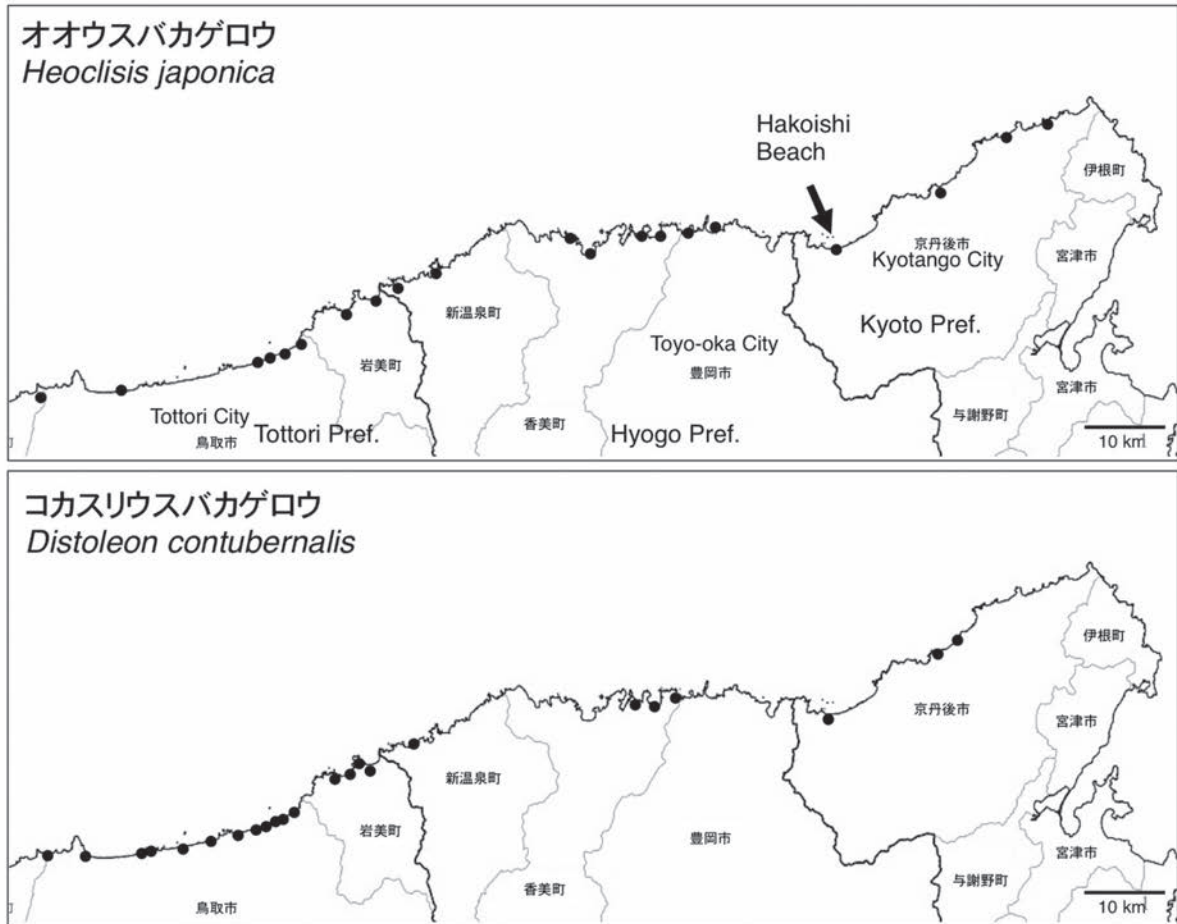 オオウスバカゲロウ
Heoclisis japonica
Hakoishi
Beach
伊根町
京丹後市
Kyotango City
宮津市
新温泉町
Kyoto Pref.
Toyo-oka City
豊岡市
岩美町
Tottori City
鳥取市
Tottori Pref.
香美町
Hyogo Pref.
与謝野町
宮津市
町
10 km
コカスリウスバカゲロウ
Distoleon contubernalis
伊根町
京丹後市
宮津市
新温泉町
岩美町
豊岡市
香美町
与謝野町
宮津市
町
鳥取市
10 km